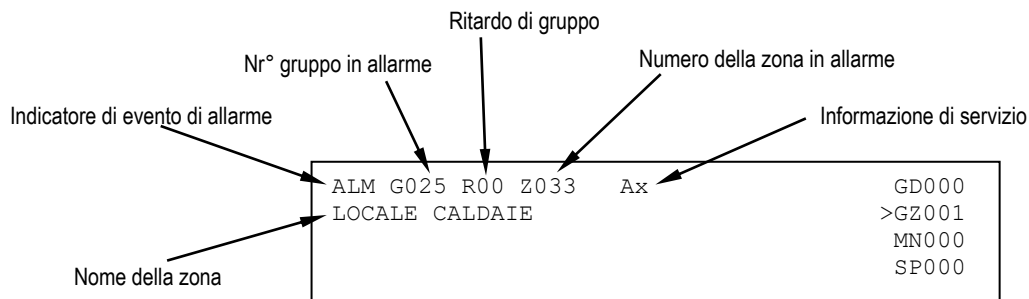 Ritardo di gruppo
Nr° gruppo in allarme
Numero della zona in allarme
Indicatore di evento di allarme
Informazione di servizio
ALM G025 R00 Z033 Ax GD000
LOCALE CALDAIE >GZ001
MN000
SP000
Nome della zona